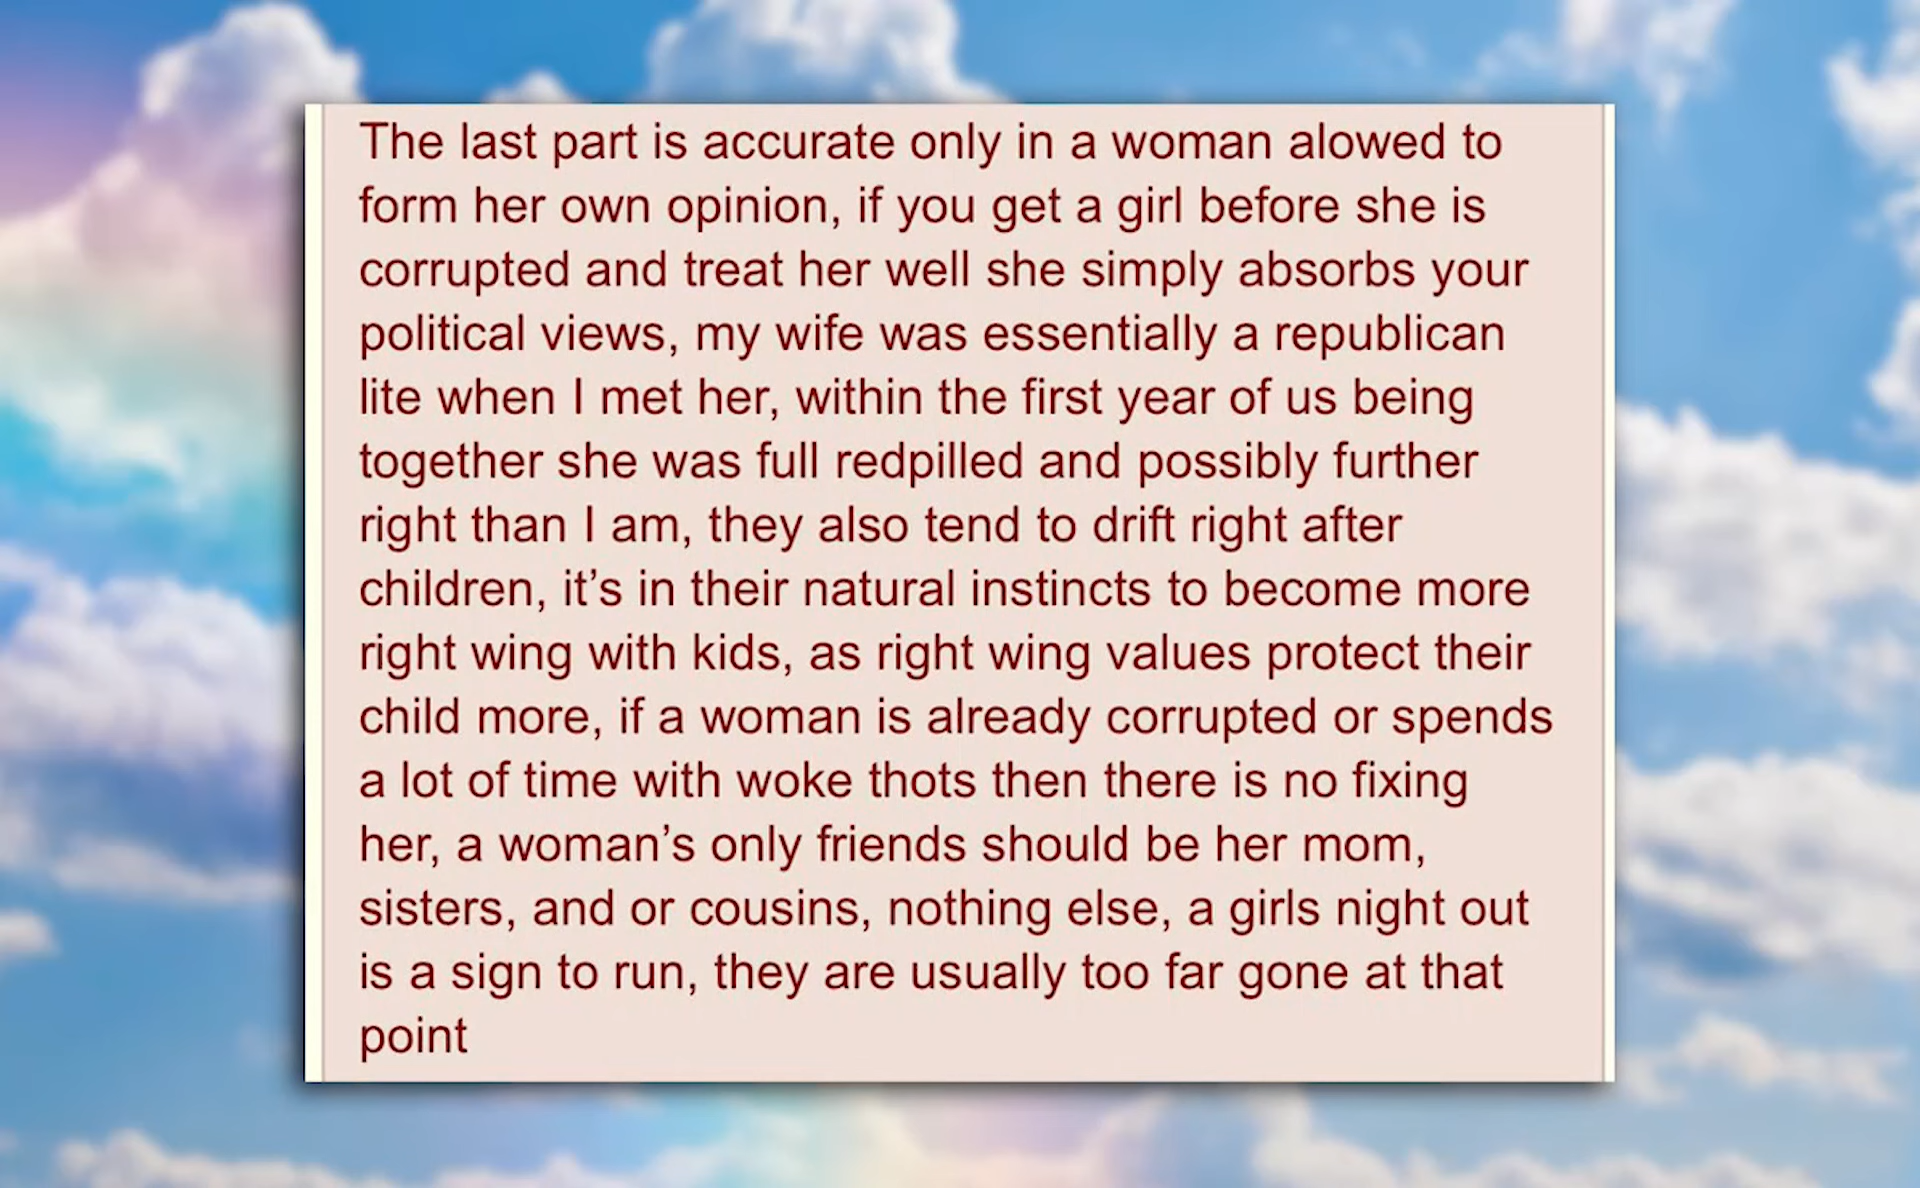 The last part is accurate only in a woman alowed to
form her own opinion, if you get a girl before she is
corrupted and treat her well she simply absorbs your
political views, my wife was essentially a republican
lite when I met her, within the first year of us being
together she was full redpilled and possibly further
right than I am, they also tend to drift right after
children, it’s in their natural instincts to become more
right wing with kids, as right wing values protect their
child more, if a woman is already corrupted or spends
a lot of time with woke thots then there is no fixing
her, a woman’s only friends should be her mom,
sisters, and or cousins, nothing else, a girls night out
is a sign to run, they are usually too far gone at that
point